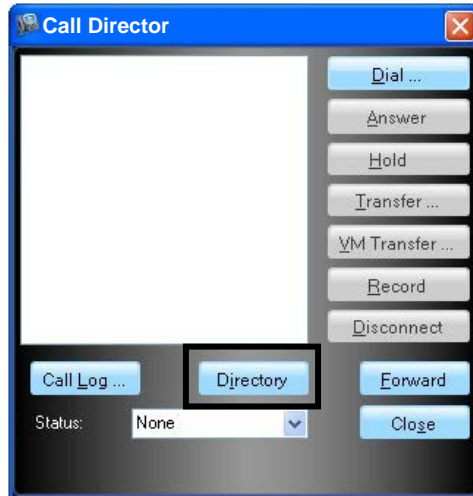 Call Director
Dial ...
Answer
Hold
Transfer ...
VM Transfer ...
Record
Disconnect
Call Log ... Directory Forward
Status: None Close